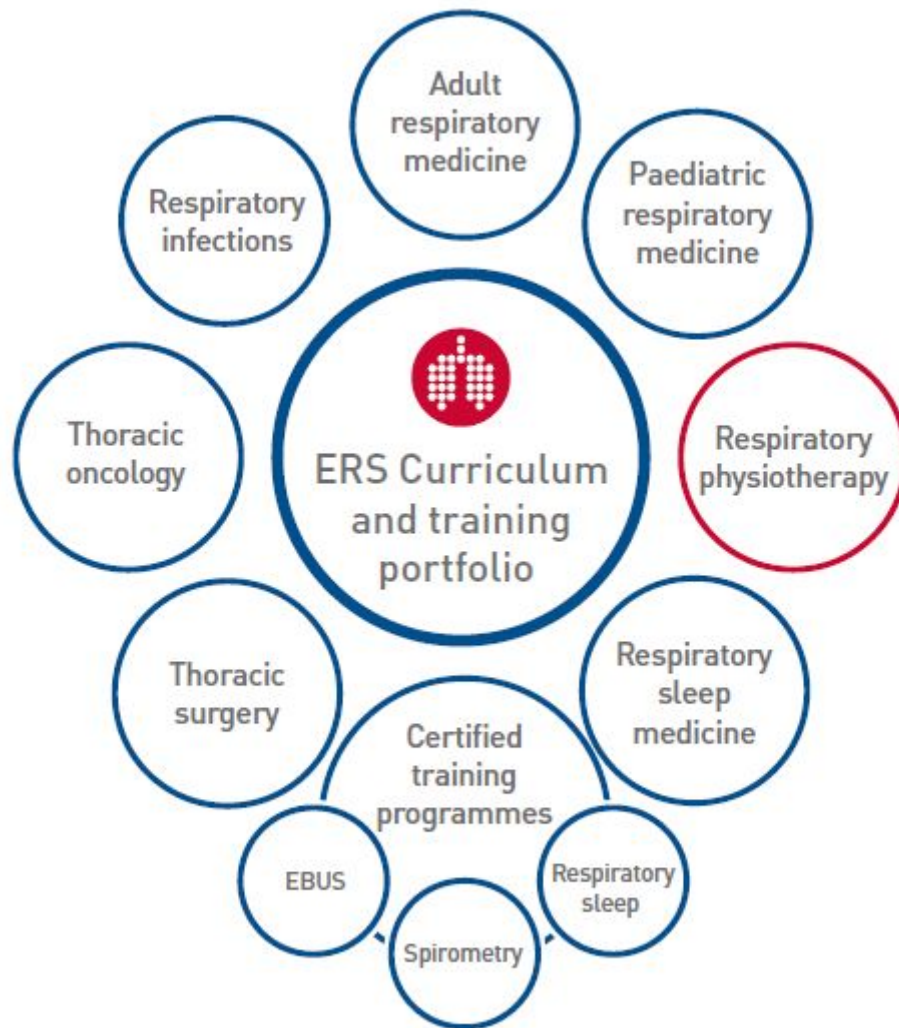 Adult
respiratory
medicine
Paediatric
respiratory
medicine
Respiratory
infections
Thoracic
oncology
ERS Curriculum
and training
portfolio
Respiratory
physiotherapy
Thoracic
surgery
Respiratory
sleep
medicine
Certified
training
programmes
EBUS
Respiratory
sleep
Spirometry